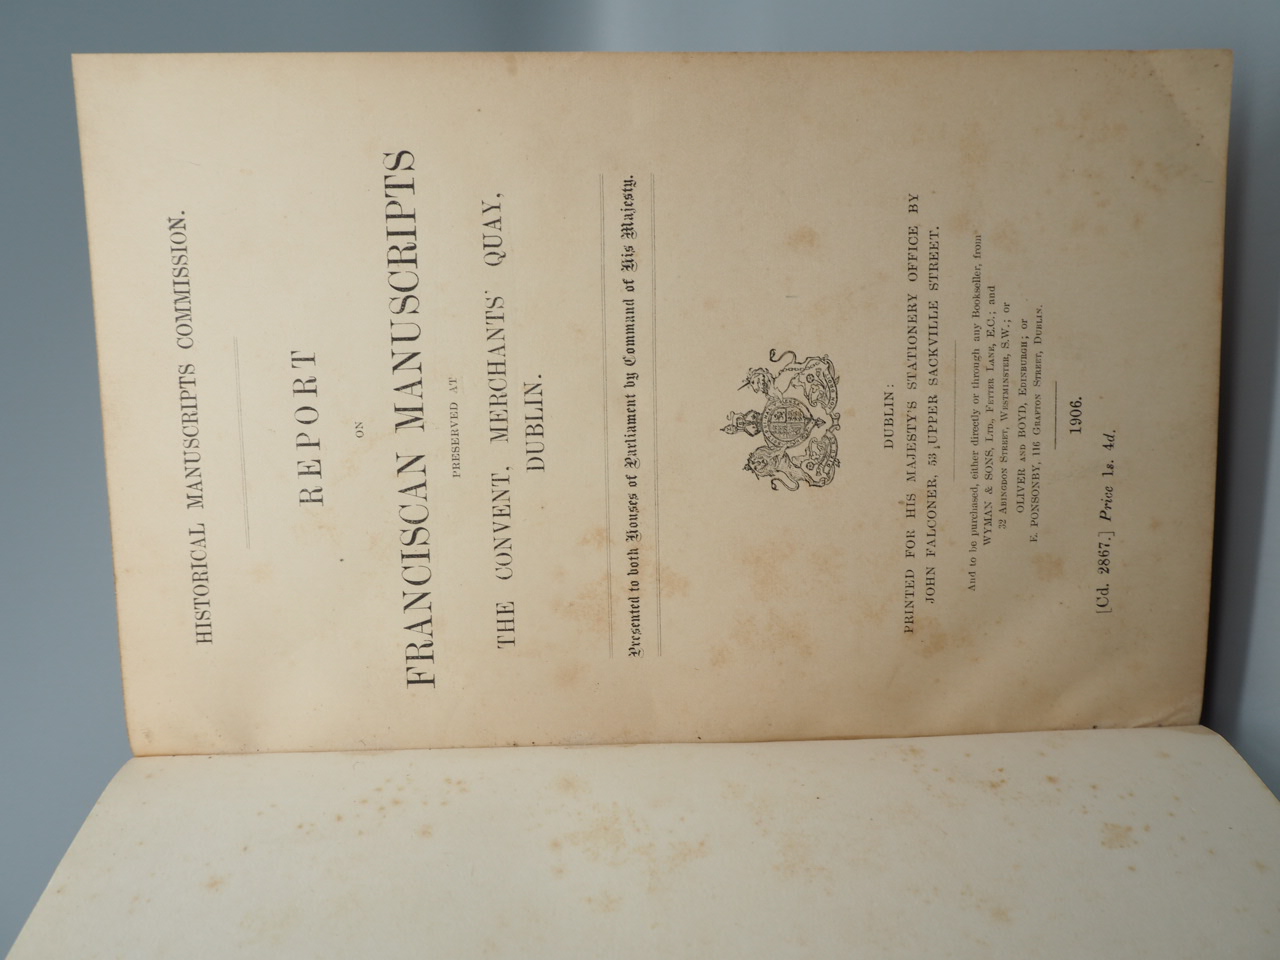 HISTORICAL MANUSCRIPTS COMMISSION.
REPORT
ON
FRANCISCAN MANUSCRIPTS
PRESERVED AT
THE CONVENT, MERCHANTS' QUAY,
DUBLIN.
Presented to both Houses of Parliament by Command of His Majesty.
DUBLIN:
PRINTED FOR HIS MAJESTY'S STATIONERY OFFICE BY
JOHN FALCONER, 53 UPPER SACKVILLE STREET.
And to be purchased, either directly or through any Bookseller, from
WYMAN & SONS, LTD., FETTER LANE, E.C.; and
32 ABINGDON STREET, WESTMINSTER, S.W.; or
OLIVER AND BOYD, EDINBURGH; or
E. PONSONBY, 116 GRAFTON STREET, DUBLIN.
1906.
[Cd. 2867.] Price 1s. 4d.